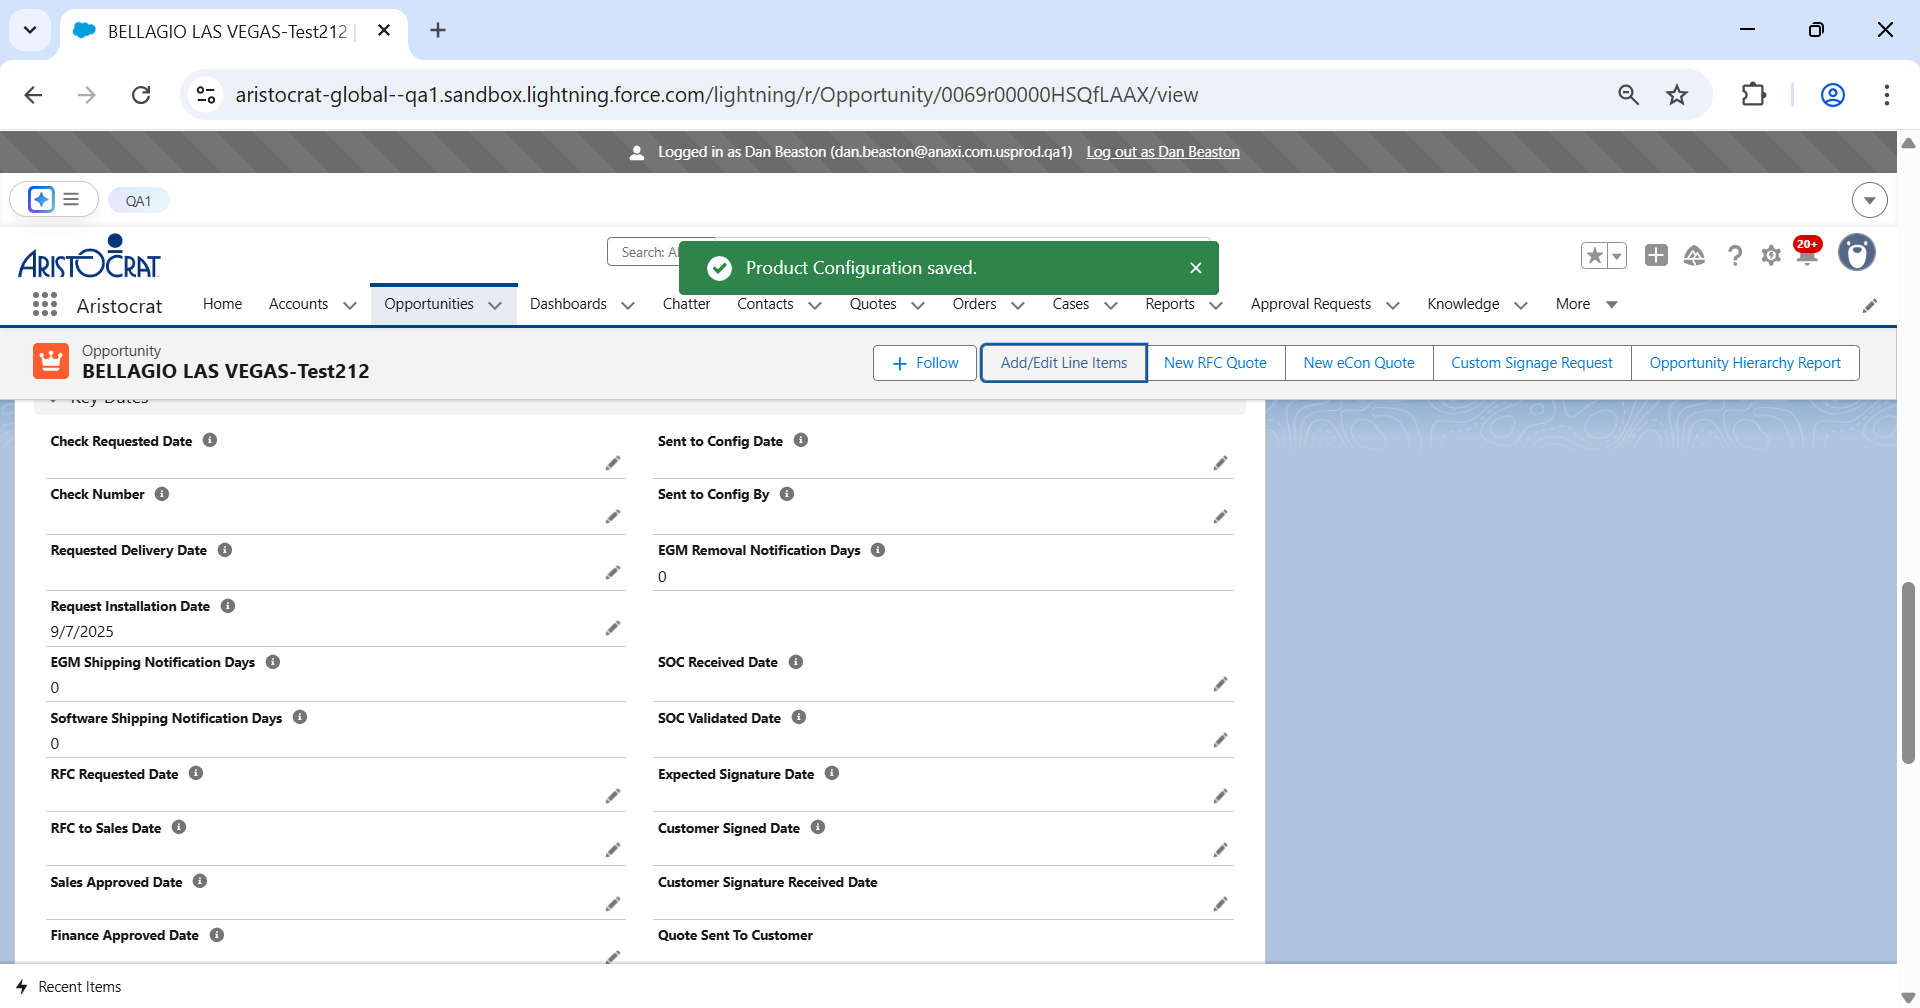 BELLAGIO LAS VEGAS-Test212
aristocrat-global--qa1.sandbox.lightning.force.com/lightning/r/Opportunity/0069r00000HSQfLAAX/view
Logged in as Dan Beaston (dan.beaston@anaxi.com.usprod.qa1) Log out as Dan Beaston
QA1
ARISTOCRAT
Search:
Product Configuration saved.
20+
Aristocrat Home Accounts Opportunities Dashboards Chatter Contacts Quotes Orders Cases Reports Approval Requests Knowledge More
Opportunity
BELLAGIO LAS VEGAS-Test212
Follow Add/Edit Line Items New RFC Quote New eCon Quote Custom Signage Request Opportunity Hierarchy Report
Key Dates
Check Requested Date Sent to Config Date
Check Number Sent to Config By
Requested Delivery Date EGM Removal Notification Days
0
Request Installation Date
9/7/2025
EGM Shipping Notification Days SOC Received Date
0
Software Shipping Notification Days SOC Validated Date
0
RFC Requested Date Expected Signature Date
RFC to Sales Date Customer Signed Date
Sales Approved Date Customer Signature Received Date
Finance Approved Date Quote Sent To Customer
Recent Items